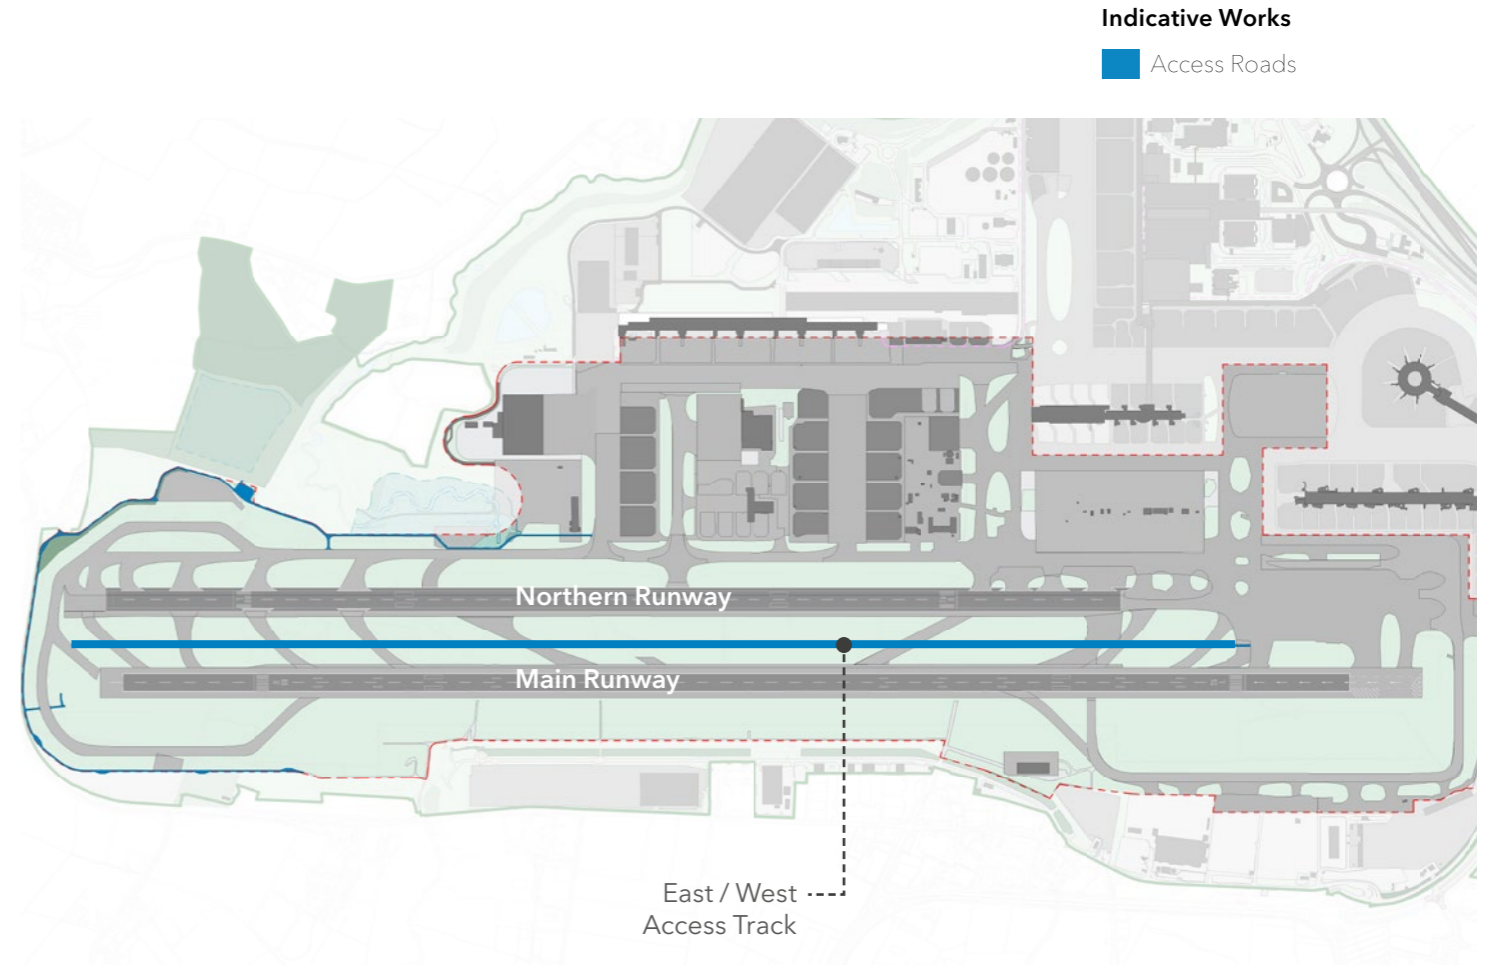 Indicative Works
Access Roads
Northern Runway
Main Runway
East / West
Access Track